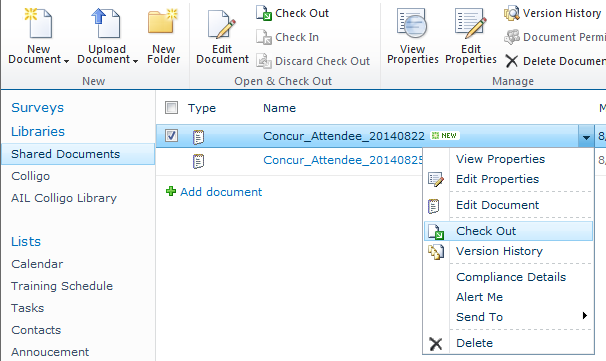 New Document
Upload Document
New Folder
New
Edit Document
Check Out
Check In
Discard Check Out
Open & Check Out
View Properties
Edit Properties
Version History
Document Permi
Delete Documen
Manage
Surveys
Libraries
Shared Documents
Colligo
AIL Colligo Library
Lists
Calendar
Training Schedule
Tasks
Contacts
Annoucement
Type
Name
M
Concur_Attendee_20140822 NEW
8/
Concur_Attendee_20140825
8/
Add document
View Properties
Edit Properties
Edit Document
Check Out
Version History
Compliance Details
Alert Me
Send To
Delete